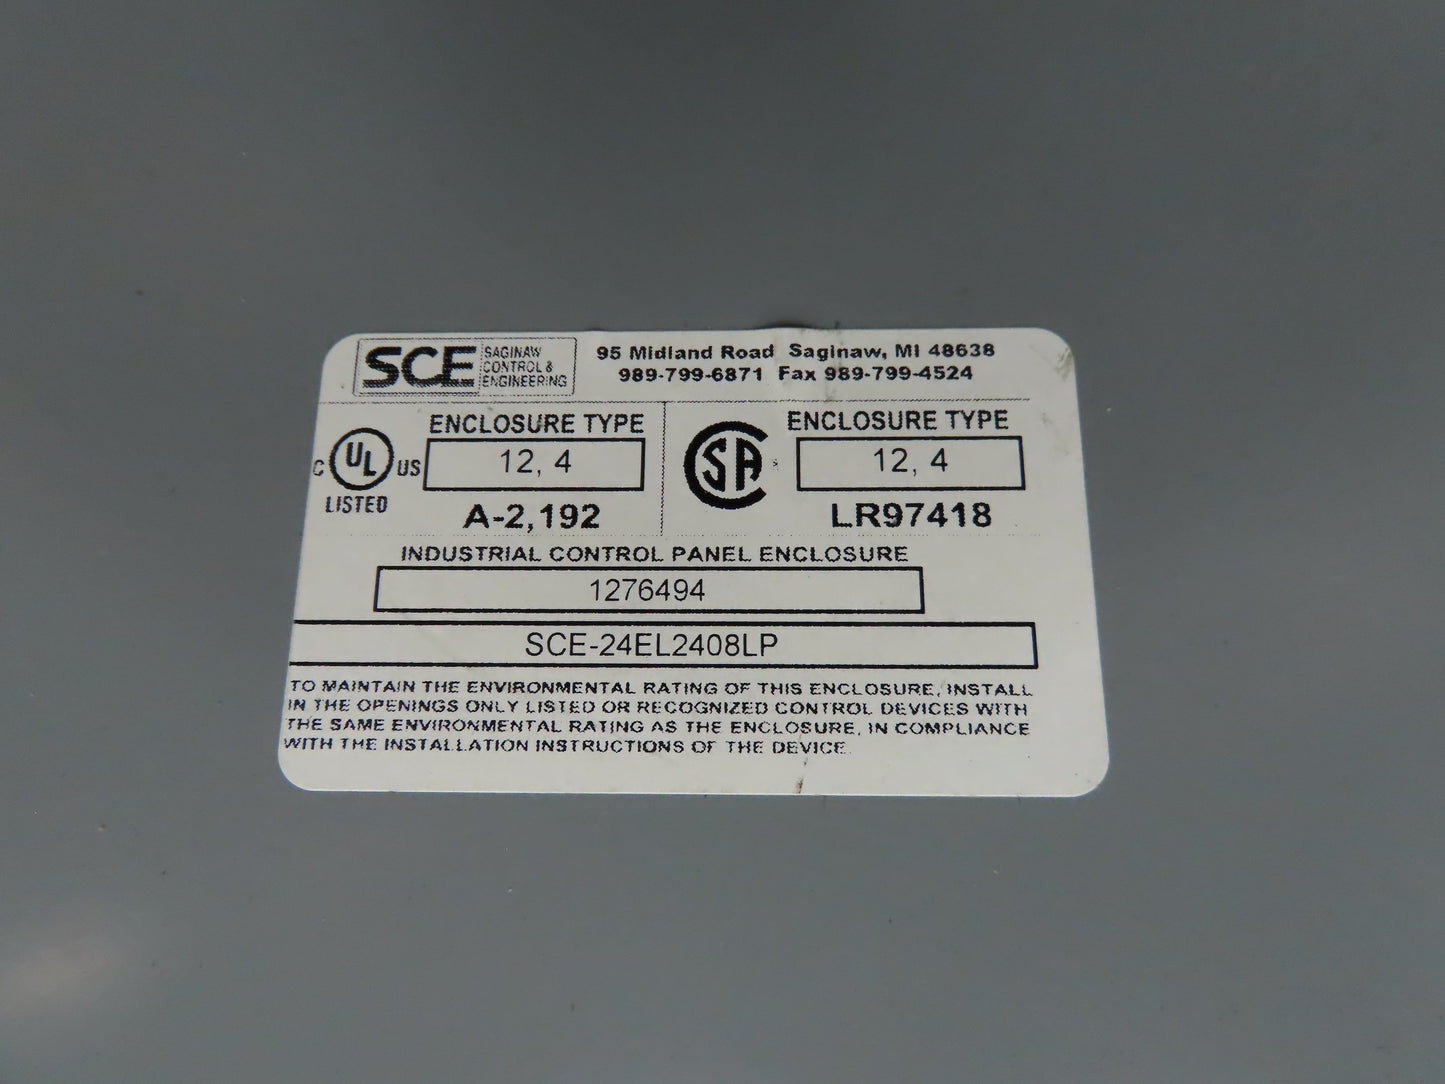 SCE SAGINAW CONTROL & ENGINEERING
95 Midland Road Saginaw, MI 48638
989-799-6871 Fax 989-799-4524
C UL US LISTED
ENCLOSURE TYPE
12, 4
A-2,192
CSA
ENCLOSURE TYPE
12, 4
LR97418
INDUSTRIAL CONTROL PANEL ENCLOSURE
1276494
SCE-24EL2408LP
TO MAINTAIN THE ENVIRONMENTAL RATING OF THIS ENCLOSURE, INSTALL
IN THE OPENINGS ONLY LISTED OR RECOGNIZED CONTROL DEVICES WITH
THE SAME ENVIRONMENTAL RATING AS THE ENCLOSURE, IN COMPLIANCE
WITH THE INSTALLATION INSTRUCTIONS OF THE DEVICE.